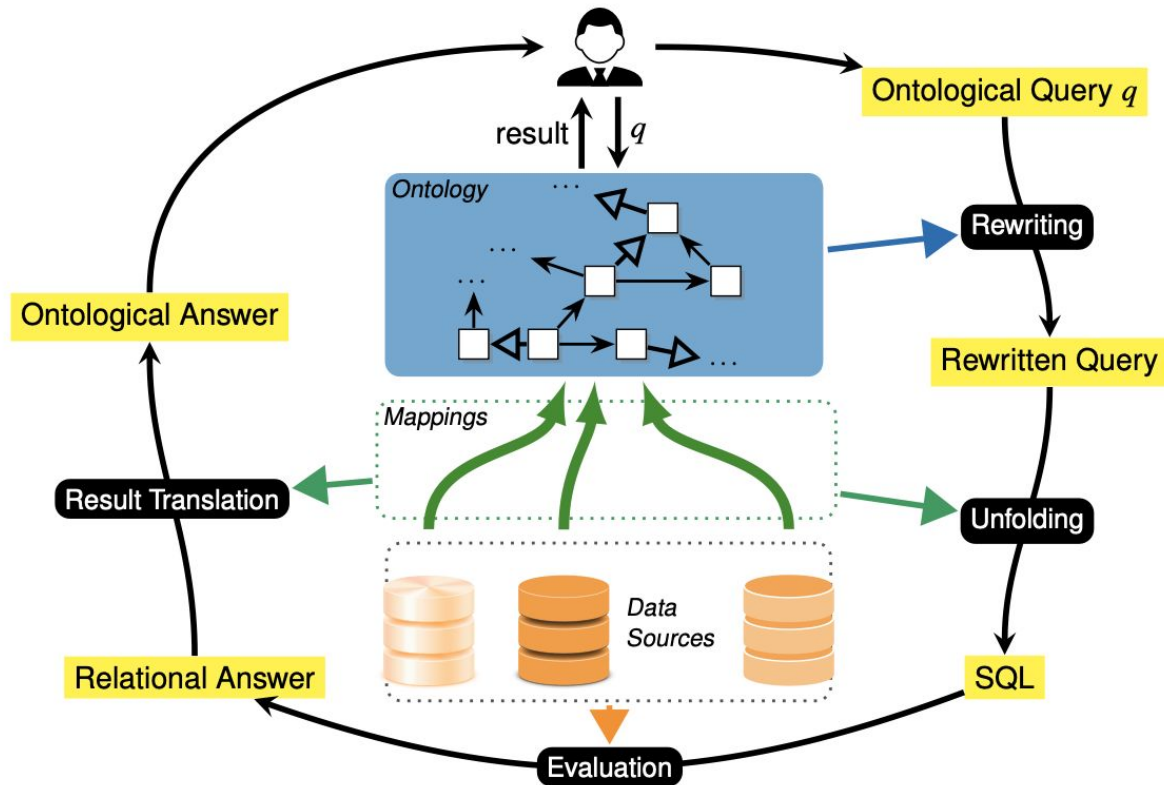 Ontological Query q
result
q
Ontology
...
...
...
...
Rewriting
Ontological Answer
Rewritten Query
Mappings
Result Translation
Unfolding
Data
Sources
Relational Answer
SQL
Evaluation